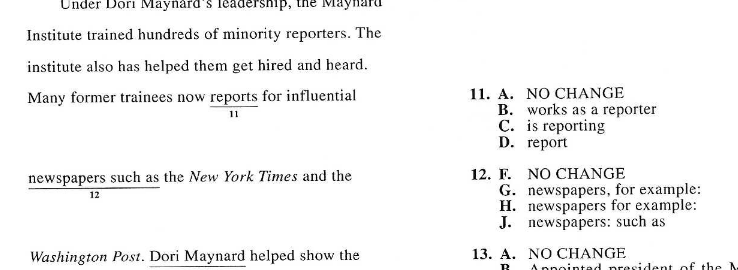 Under Dori Maynard's leadership, the Maynard
Institute trained hundreds of minority reporters. The
institute also has helped them get hired and heard.
Many former trainees now reports for influential
11
newspapers such as the New York Times and the
12
Washington Post. Dori Maynard helped show the
11. A. NO CHANGE
B. works as a reporter
C. is reporting
D. report
12. F. NO CHANGE
G. newspapers, for example:
H. newspapers for example:
J. newspapers: such as
13. A. NO CHANGE
B. Appointed president of the